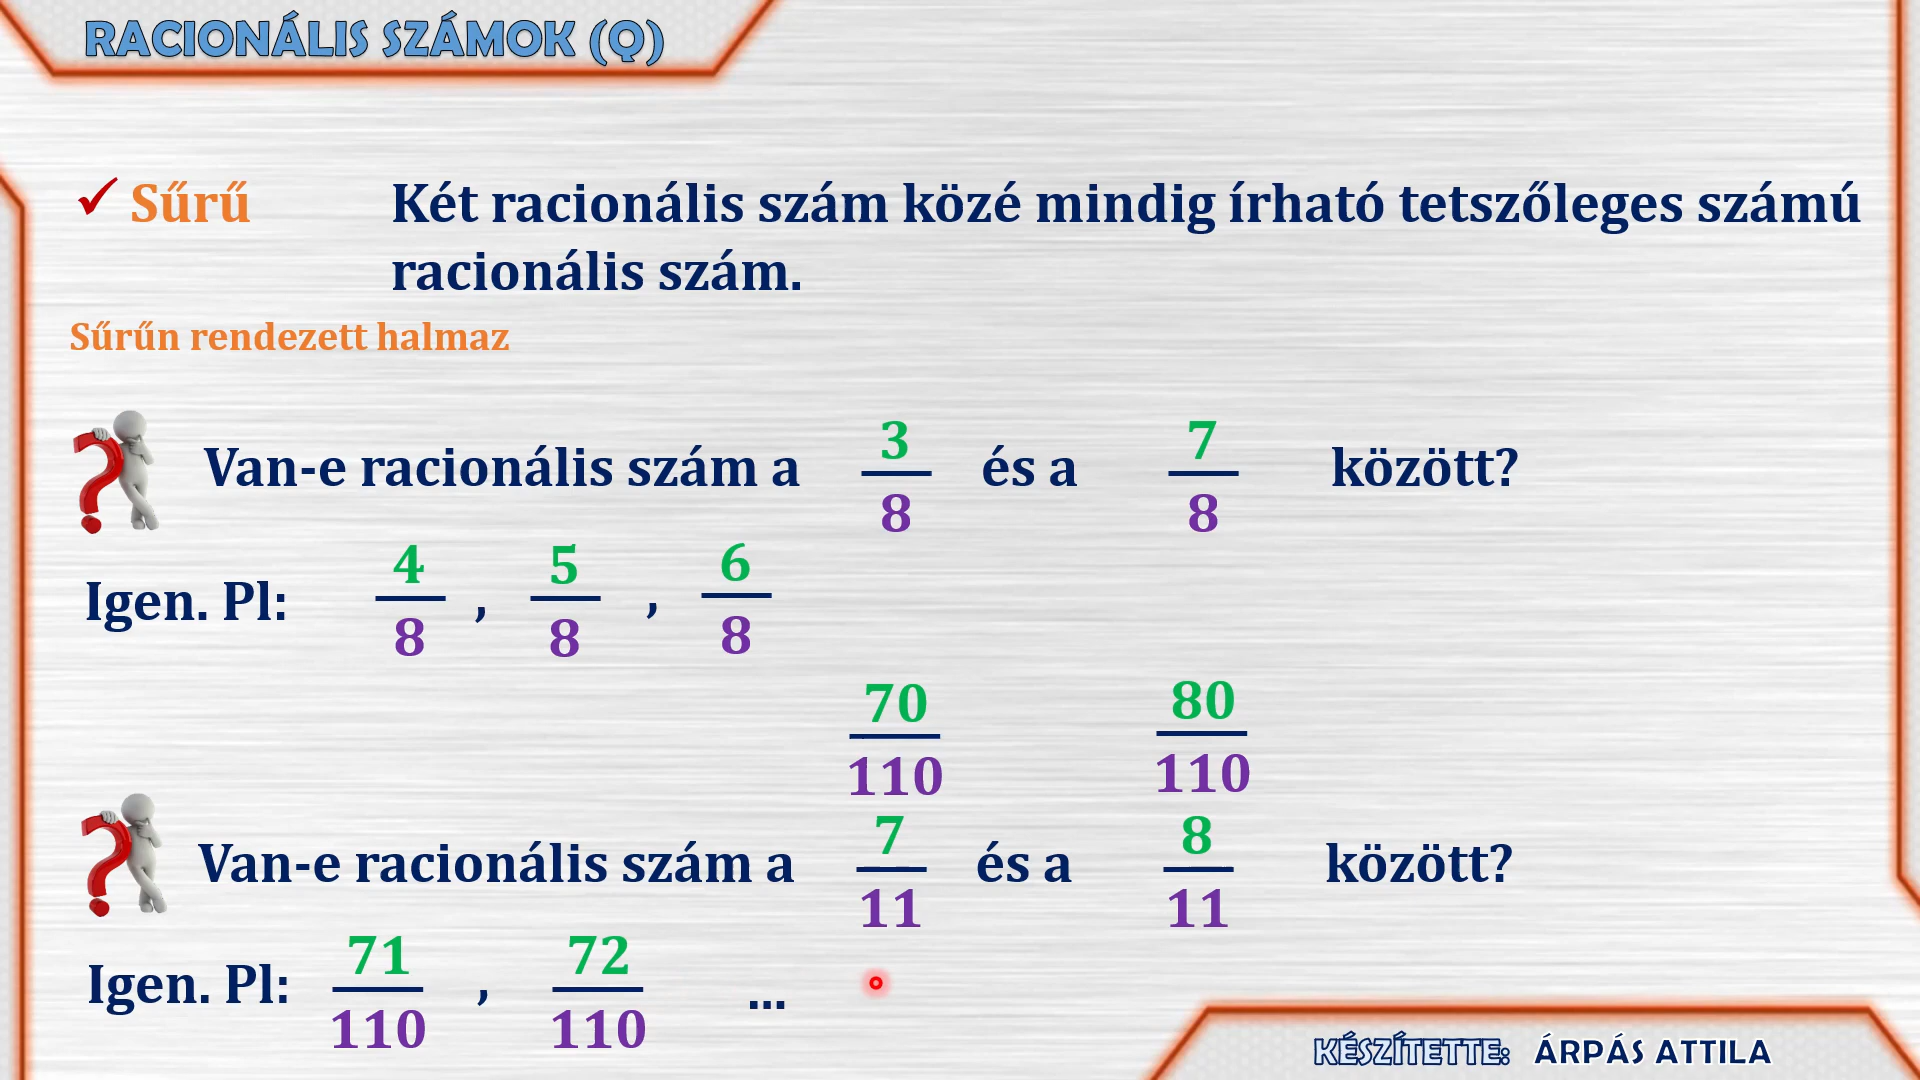 RACIONÁLIS SZÁMOK (Q)
✓ Sűrű Két racionális szám közé mindig írható tetszőleges számú
racionális szám.
Sűrűn rendezett halmaz
Van-e racionális szám a 3/8 és a 7/8 között?
Igen. Pl: 4/8 , 5/8 , 6/8
70/110 80/110
Van-e racionális szám a 7/11 és a 8/11 között?
Igen. Pl: 71/110 , 72/110 ...
KÉSZÍTETTE: ÁRPÁS ATTILA